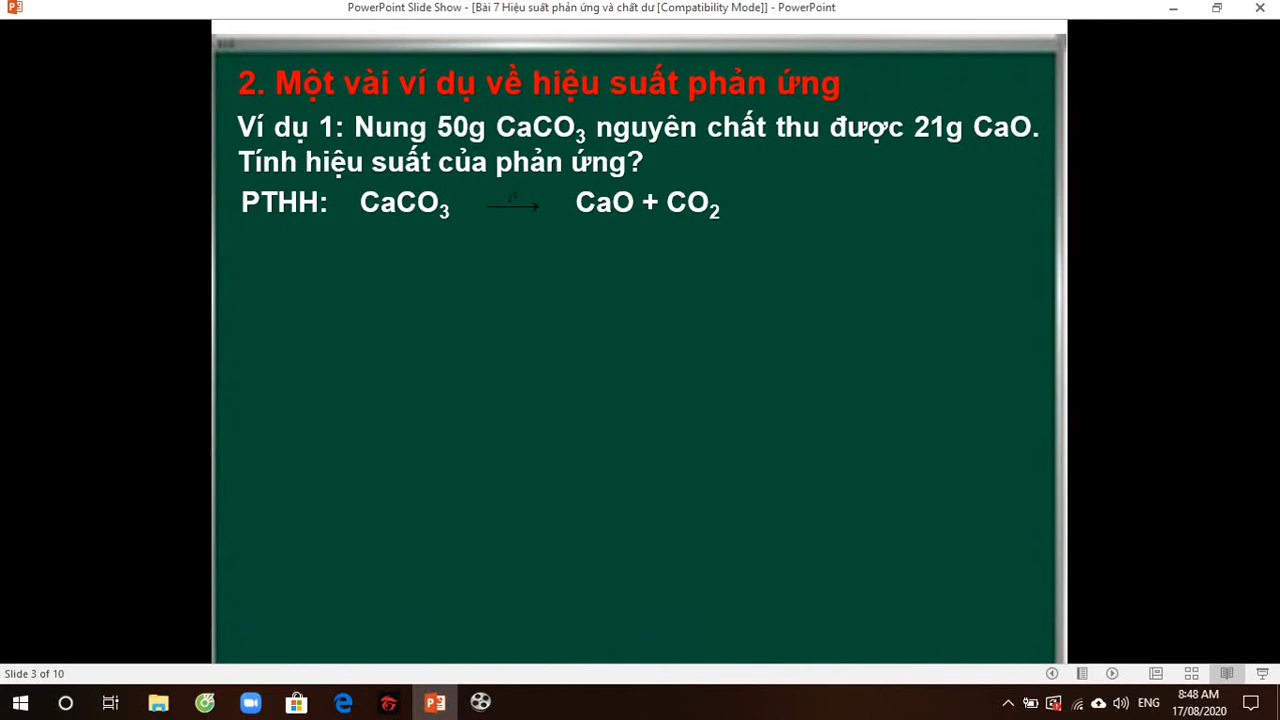 PowerPoint Slide Show - [Bài 7 Hiệu suất phản ứng và chất dư [Compatibility Mode]] - PowerPoint
2. Một vài ví dụ về hiệu suất phản ứng
Ví dụ 1: Nung 50g CaCO₃ nguyên chất thu được 21g CaO.
Tính hiệu suất của phản ứng?
PTHH: CaCO₃ —t°→ CaO + CO₂
Slide 3 of 10
ENG
8:48 AM
17/08/2020